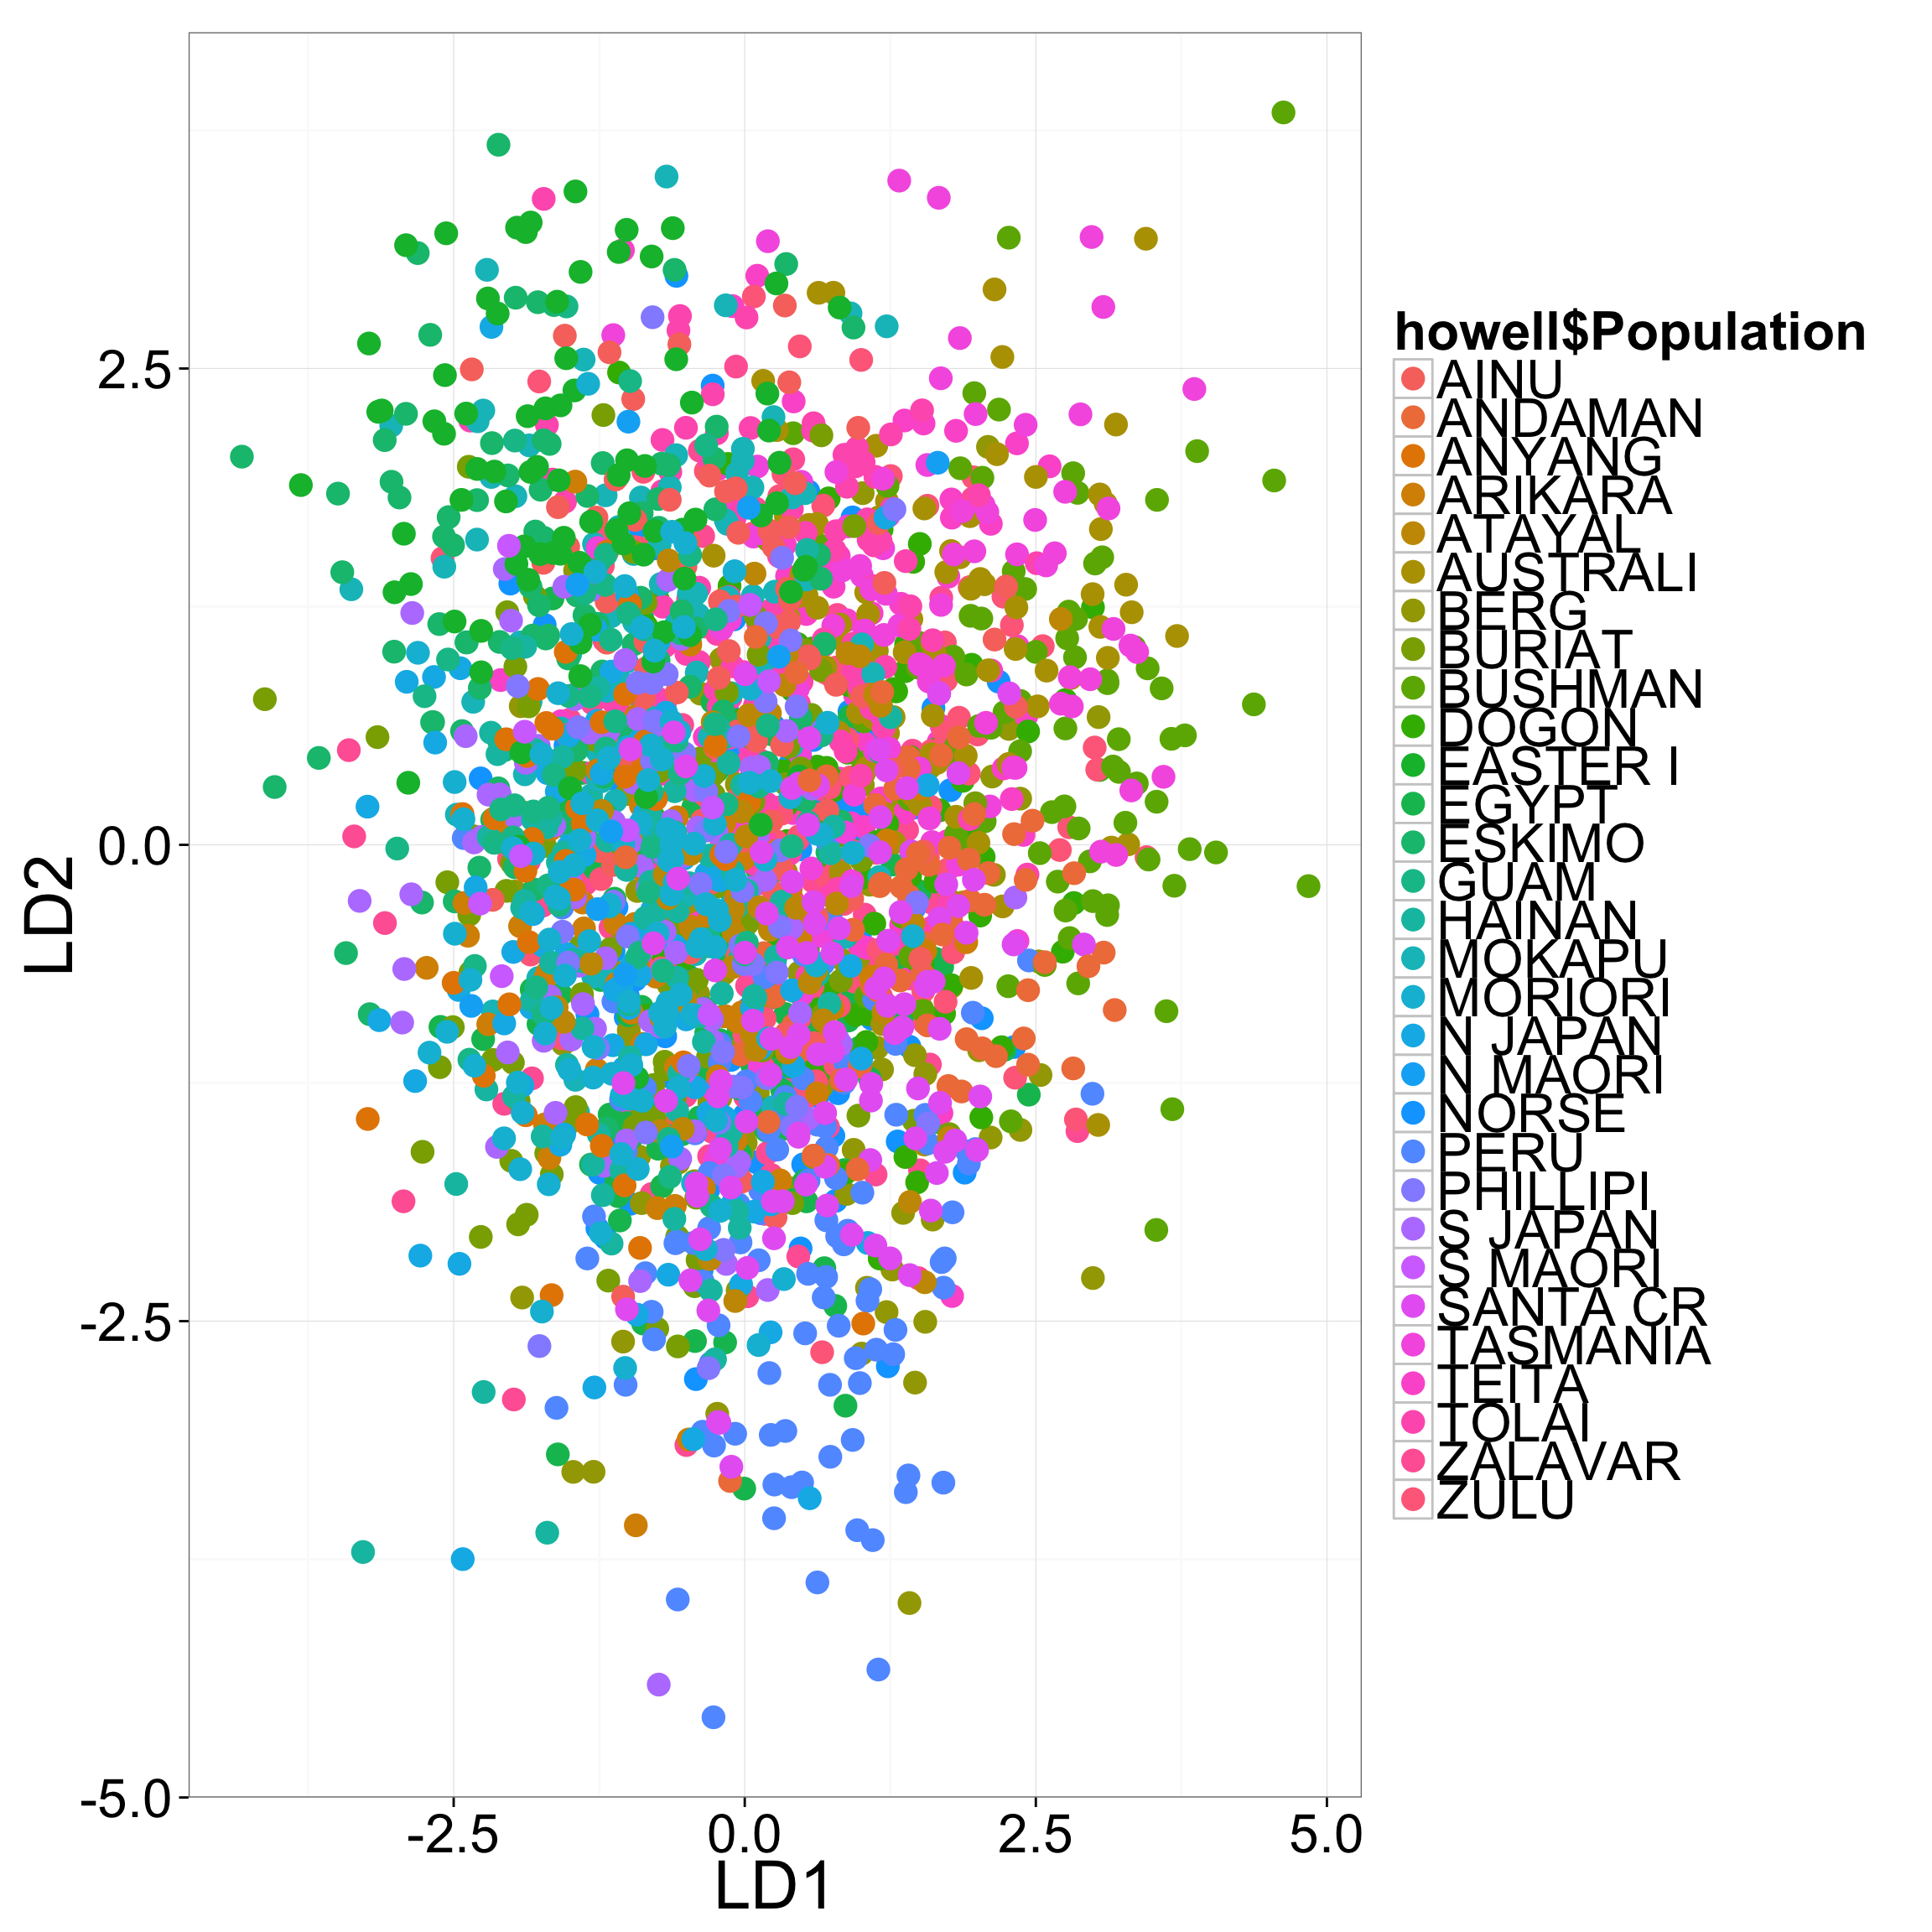 howell$Population
AINU
ANDAMAN
ANYANG
ARIKARA
ATAYAL
AUSTRALI
BERG
BURIAT
BUSHMAN
DOGON
EASTER I
EGYPT
ESKIMO
GUAM
HAINAN
MOKAPU
MORIORI
N JAPAN
N MAORI
NORSE
PERU
PHILLIPI
S JAPAN
S MAORI
SANTA CR
TASMANIA
TEITA
TOLAI
ZALAVAR
ZULU
LD2
2.5
0.0
-2.5
-5.0
-2.5 0.0 2.5 5.0
LD1